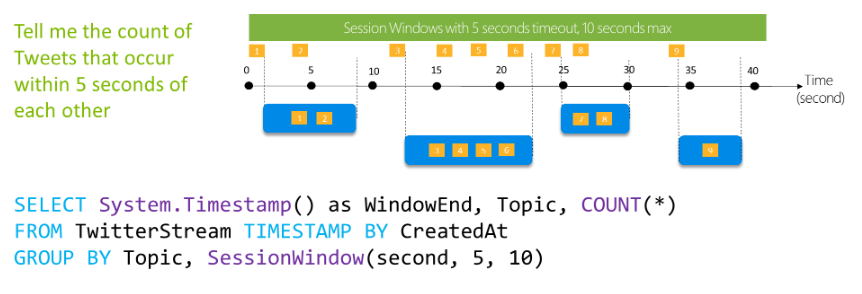 Tell me the count of
Tweets that occur
within 5 seconds of
each other
Session Windows with 5 seconds timeout, 10 seconds max
1 2 3 4 5 6 7 8 9
0 5 10 15 20 25 30 35 40
Time
(second)
1 2 7 8
3 4 5 6 9
SELECT System.Timestamp() as WindowEnd, Topic, COUNT(*)
FROM TwitterStream TIMESTAMP BY CreatedAt
GROUP BY Topic, SessionWindow(second, 5, 10)